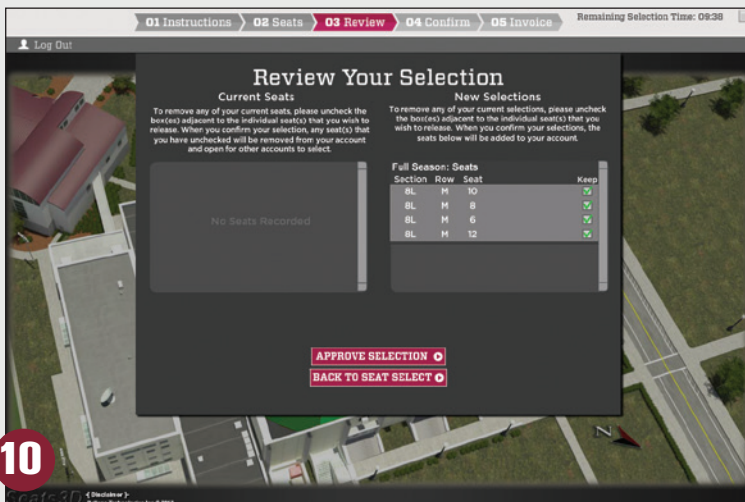 01 Instructions 02 Seats 03 Review 04 Confirm 05 Invoice Remaining Selection Time: 09:38
Log Out
Review Your Selection
Current Seats
To remove any of your current seats, please uncheck the
box(es) adjacent to the individual seat(s) that you wish to
release. When you confirm your selection, any seat(s) that
you have unchecked will be removed from your account
and open for other accounts to select.
No Seats Recorded
New Selections
To remove any of your current selections, please uncheck
the box(es) adjacent to the individual seat(s) that you
wish to release. When you confirm your selections, the
seats below will be added to your account.
Full Season: Seats
Section Row Seat Keep
8L M 10
8L M 8
8L M 6
8L M 12
APPROVE SELECTION
BACK TO SEAT SELECT
N
10
Seats3D
-[ Disclaimer ]-